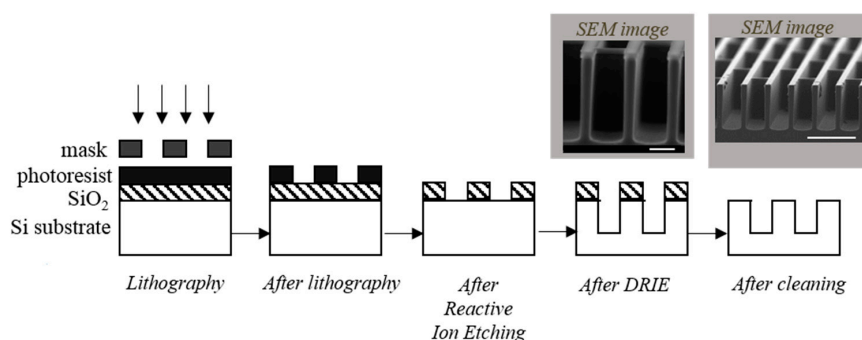 SEM image
SEM image
mask
photoresist
SiO2
Si substrate
Lithography
After lithography
After
Reactive
Ion Etching
After DRIE
After cleaning